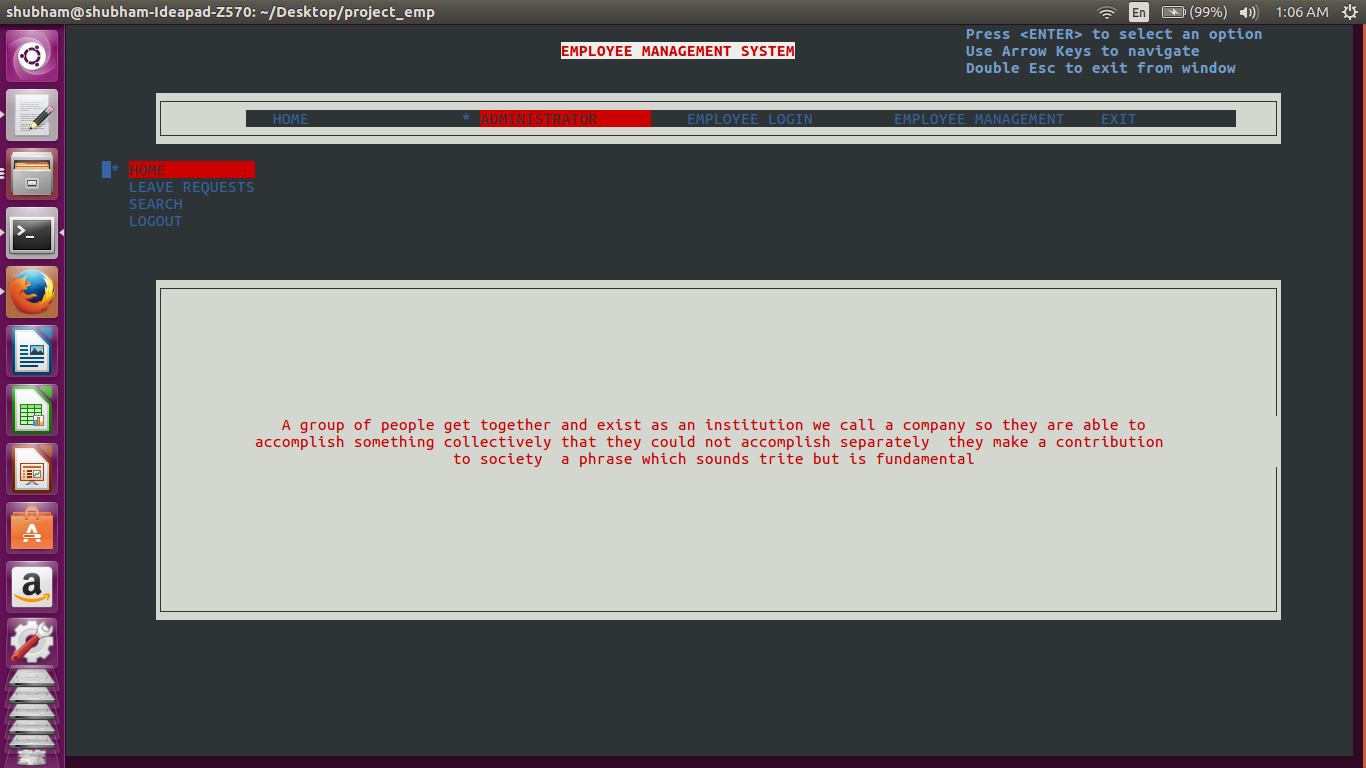 shubham@shubham-Ideapad-Z570: ~/Desktop/project_emp En (99%) 1:06 AM
Press <ENTER> to select an option
EMPLOYEE MANAGEMENT SYSTEM Use Arrow Keys to navigate
Double Esc to exit from window
HOME * ADMINISTRATOR EMPLOYEE LOGIN EMPLOYEE MANAGEMENT EXIT
* HOME
LEAVE REQUESTS
SEARCH
LOGOUT
A group of people get together and exist as an institution we call a company so they are able to
accomplish something collectively that they could not accomplish separately they make a contribution
to society a phrase which sounds trite but is fundamental